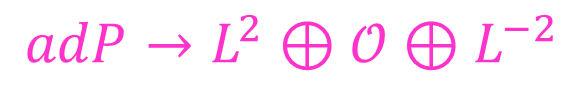 adP → L² ⊕ 𝒪 ⊕ L⁻²